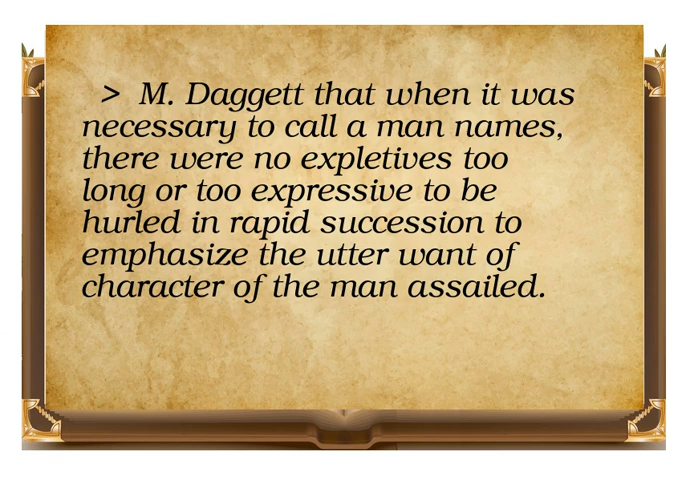 > M. Daggett that when it was
necessary to call a man names,
there were no expletives too
long or too expressive to be
hurled in rapid succession to
emphasize the utter want of
character of the man assailed.